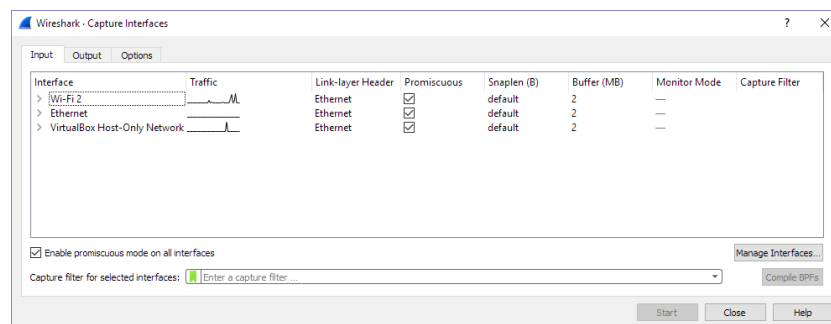 Wireshark · Capture Interfaces
Input Output Options
Interface Traffic Link-layer Header Promiscuous Snaplen (B) Buffer (MB) Monitor Mode Capture Filter
Wi-Fi 2 Ethernet default 2 —
Ethernet Ethernet default 2 —
VirtualBox Host-Only Network Ethernet default 2 —
Enable promiscuous mode on all interfaces
Manage Interfaces...
Capture filter for selected interfaces: Enter a capture filter ...
Compile BPFs
Start Close Help